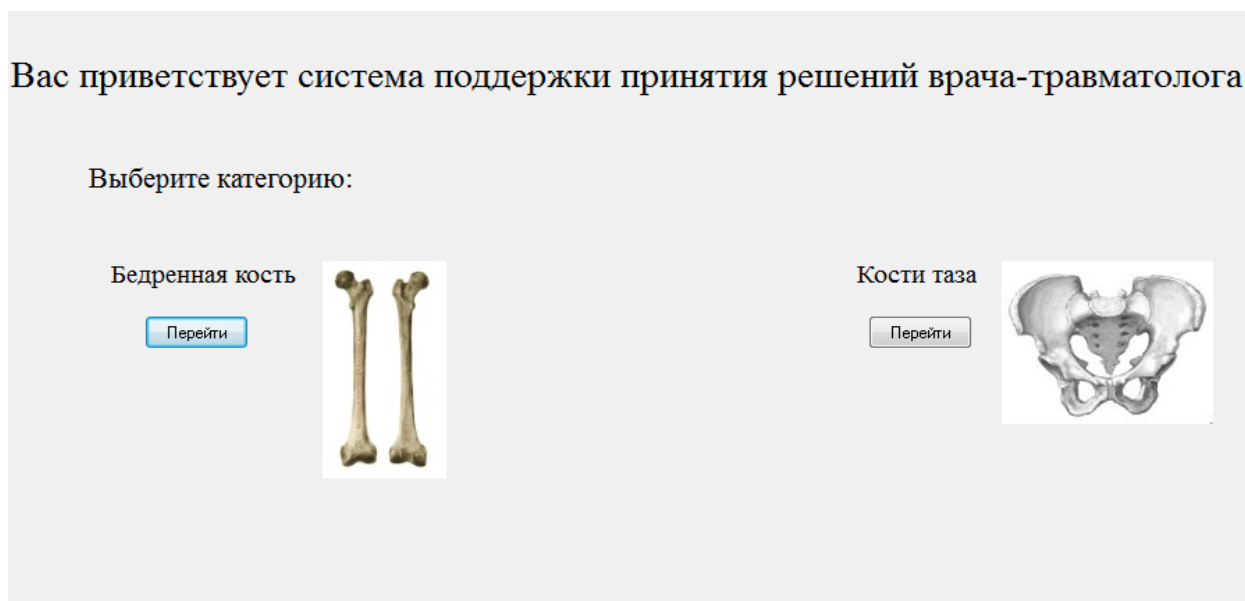 Вас приветствует система поддержки принятия решений врача-травматолога
Выберите категорию:
Бедренная кость
Перейти
Кости таза
Перейти